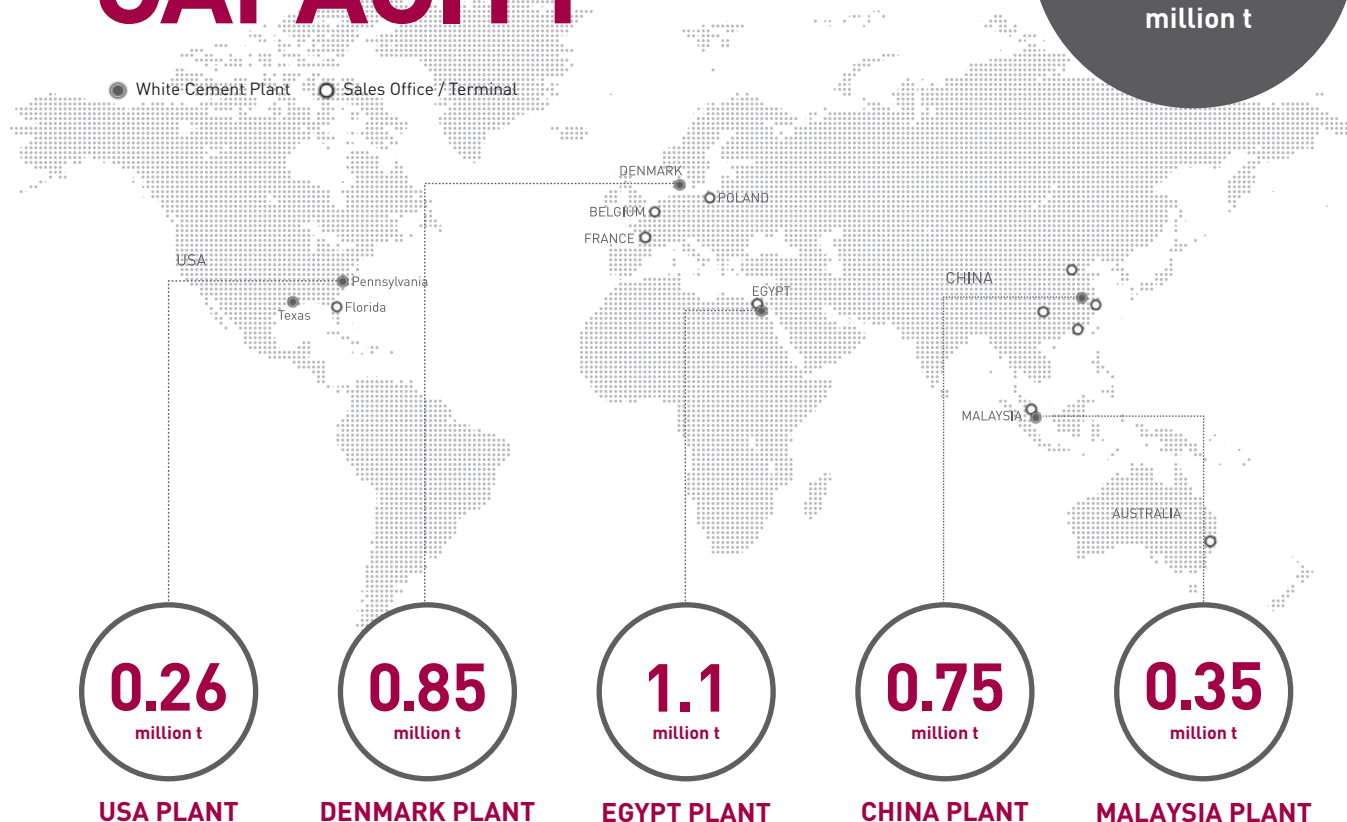 CAPACITY
million t
White Cement Plant
Sales Office / Terminal
DENMARK
POLAND
BELGIUM
FRANCE
USA
Pennsylvania
Texas
Florida
EGYPT
CHINA
MALAYSIA
AUSTRALIA
0.26
million t
USA PLANT
0.85
million t
DENMARK PLANT
1.1
million t
EGYPT PLANT
0.75
million t
CHINA PLANT
0.35
million t
MALAYSIA PLANT